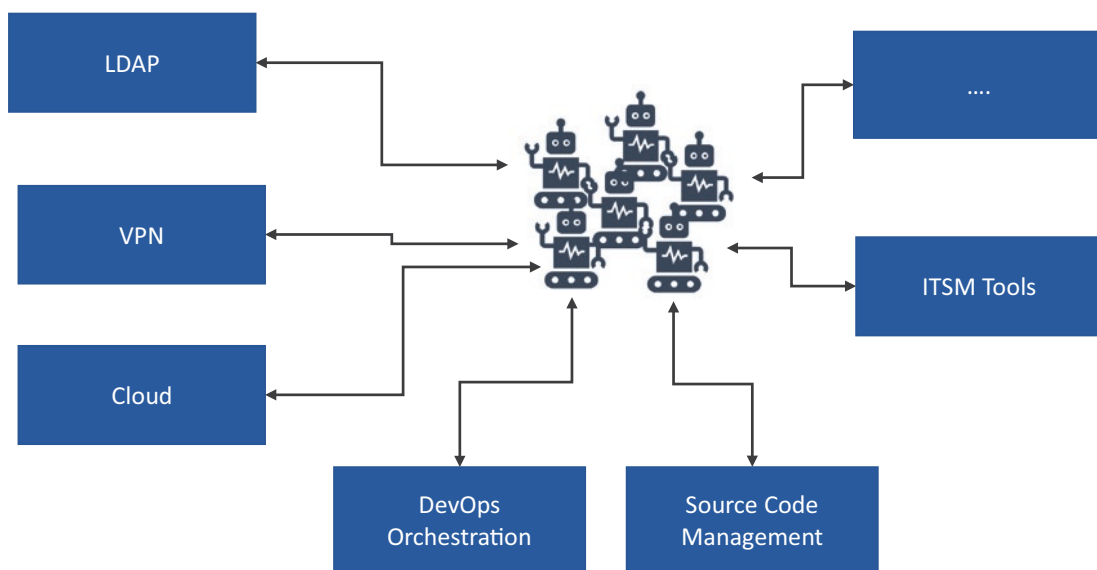 LDAP
....
VPN
ITSM Tools
Cloud
DevOps
Orchestration
Source Code
Management